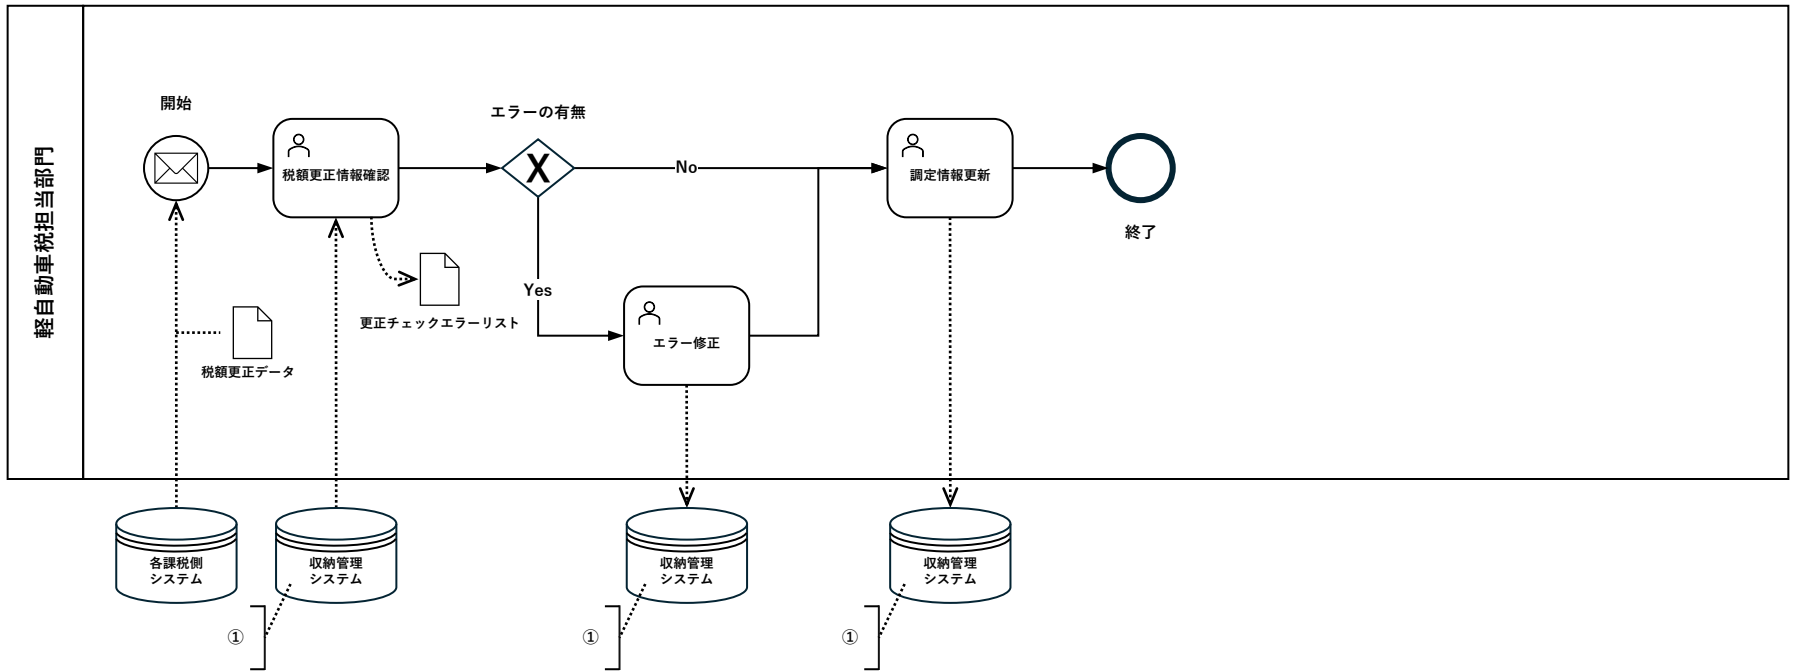 軽自動車税担当部門
開始
税額更正情報確認
エラーの有無
X
No
Yes
調定情報更新
終了
エラー修正
更正チェックエラーリスト
税額更正データ
各課税側
システム
収納管理
システム
収納管理
システム
収納管理
システム
①
①
①